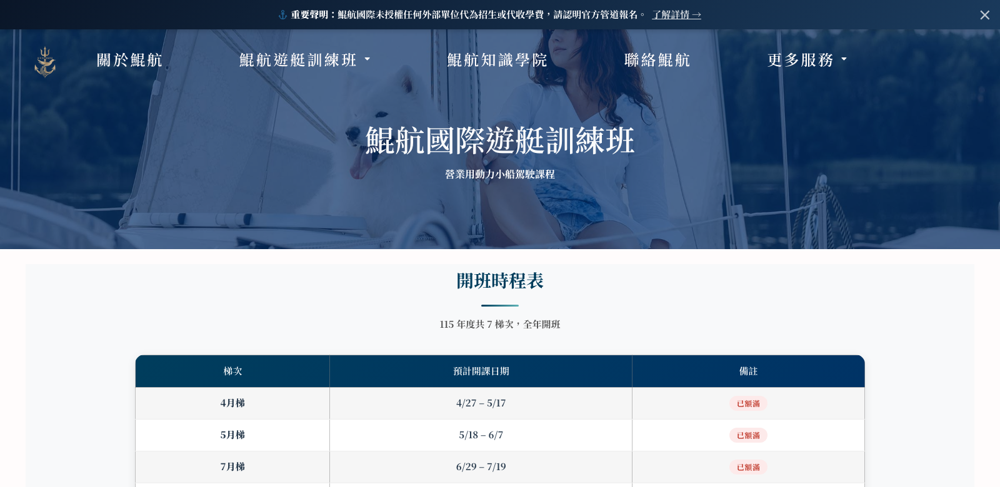 重要聲明：鯤航國際未授權任何外部單位代為招生或代收學費，請認明官方管道報名。 了解詳情 →
關於鯤航 鯤航遊艇訓練班 鯤航知識學院 聯絡鯤航 更多服務
鯤航國際遊艇訓練班
營業用動力小船駕駛課程
開班時程表
115 年度共 7 梯次，全年開班
梯次 預計開課日期 備註
4月梯 4/27 – 5/17 已額滿
5月梯 5/18 – 6/7 已額滿
7月梯 6/29 – 7/19 已額滿